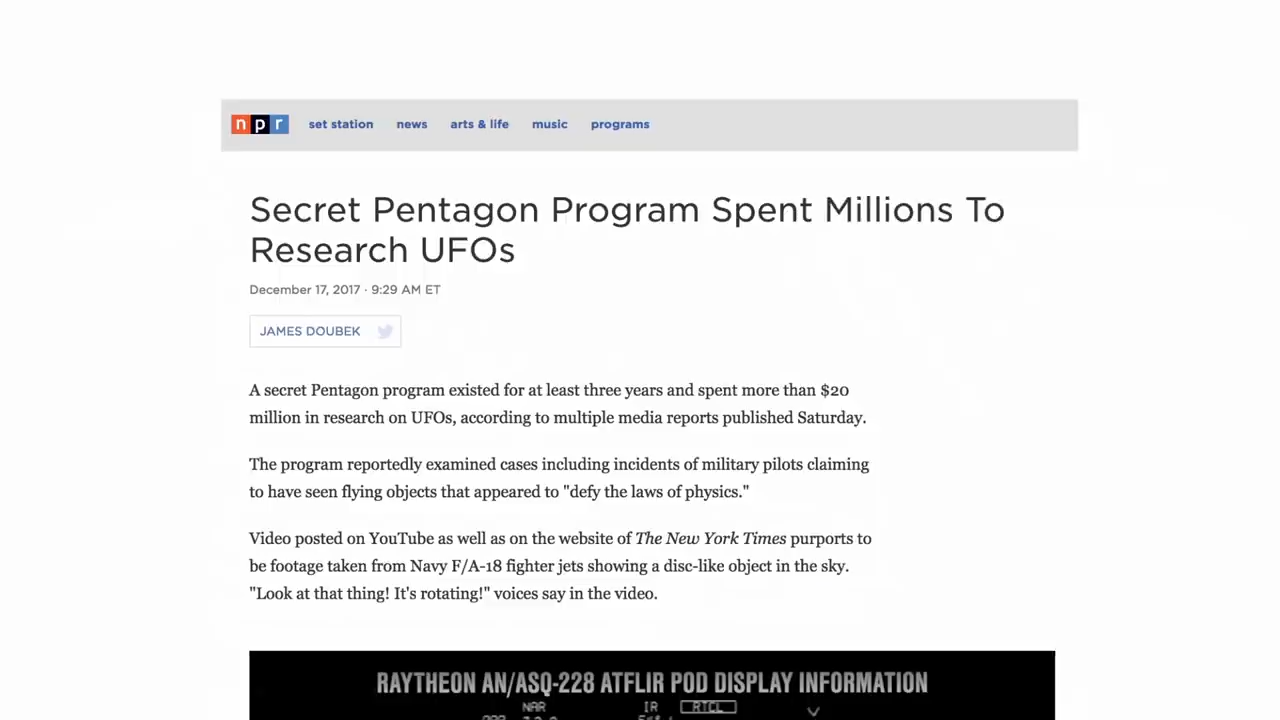 npr set station news arts & life music programs
Secret Pentagon Program Spent Millions To
Research UFOs
December 17, 2017 · 9:29 AM ET
JAMES DOUBEK
A secret Pentagon program existed for at least three years and spent more than $20
million in research on UFOs, according to multiple media reports published Saturday.
The program reportedly examined cases including incidents of military pilots claiming
to have seen flying objects that appeared to "defy the laws of physics."
Video posted on YouTube as well as on the website of The New York Times purports to
be footage taken from Navy F/A-18 fighter jets showing a disc-like object in the sky.
"Look at that thing! It's rotating!" voices say in the video.
RAYTHEON AN/ASQ-228 ATFLIR POD DISPLAY INFORMATION
NAR IR RTCL